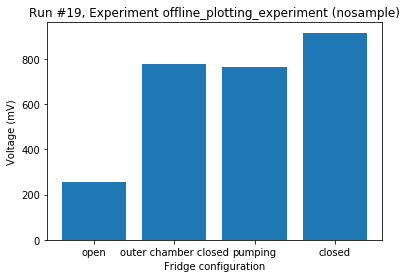 Run #19, Experiment offline_plotting_experiment (nosample)
Voltage (mV)
800
600
400
200
0
open
outer chamber closed
pumping
closed
Fridge configuration